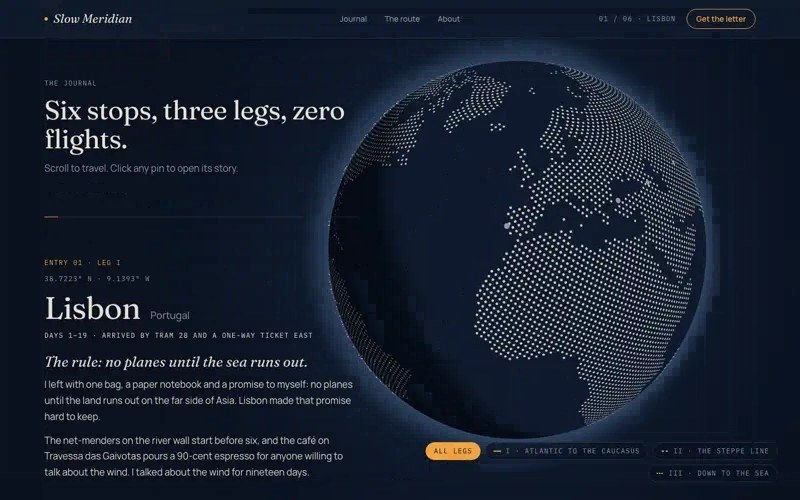 Slow Meridian
Journal
The route
About
01 / 06 · LISBON
Get the letter
THE JOURNAL
Six stops, three legs, zero
flights.
Scroll to travel. Click any pin to open its story.
ENTRY 01 · LEG I
38.7223° N · 9.1393° W
Lisbon Portugal
DAYS 1–19 · ARRIVED BY TRAM 28 AND A ONE-WAY TICKET EAST
The rule: no planes until the sea runs out.
I left with one bag, a paper notebook and a promise to myself: no planes
until the land runs out on the far side of Asia. Lisbon made that promise
hard to keep.
The net-menders on the river wall start before six, and the café on
Travessa das Gaivotas pours a 90-cent espresso for anyone willing to
talk about the wind. I talked about the wind for nineteen days.
ALL LEGS
I · ATLANTIC TO THE CAUCASUS
II · THE STEPPE LINE
III · DOWN TO THE SEA